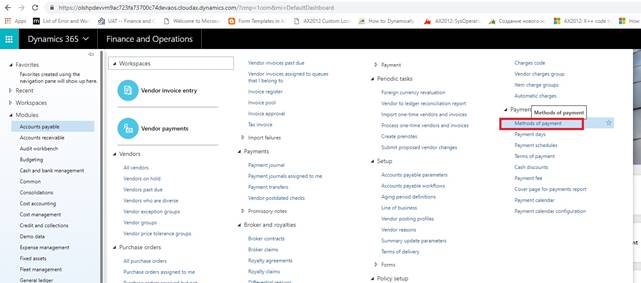 https://olshpdevvm9ac723fa73700c74devaos.cloudax.dynamics.com/?cmp=1com&mi=DefaultDashboard
Apps
List of Error and War
UAT -- Finance and O
Welcome to Microso
Form Templates in A
AX2012 Custom Look
How to: Dynamically
AX2012:SysOperati
Создание нового ж
AX2012: X++ code to
Dynamics 365
Finance and Operations
Favorites
Favorites created using the
navigation pane will show up here.
Recent
Workspaces
Modules
Accounts payable
Accounts receivable
Audit workbench
Budgeting
Cash and bank management
Common
Consolidations
Cost accounting
Cost management
Credit and collections
Demo data
Expense management
Fixed assets
Fleet management
General ledger
Workspaces
Vendor invoice entry
Vendor payments
Vendors
All vendors
Vendors on hold
Vendors past due
Vendors who are diverse
Vendor exception groups
Vendor groups
Vendor price tolerance groups
Purchase orders
All purchase orders
Purchase orders assigned to me
Vendor invoices past due
Vendor invoices assigned to queues
that I belong to
Invoice register
Invoice pool
Invoice approval
Tax invoice
Import failures
Payments
Payment journal
Payment journals assigned to me
Payment transfers
Vendor postdated checks
Promissory notes
Broker and royalties
Broker contracts
Broker claims
Royalty agreements
Royalty claims
Differential reasons
Payment
Periodic tasks
Foreign currency revaluation
Vendor to ledger reconciliation report
Import one-time vendors and invoices
Process one-time vendors and invoices
Create prenotes
Submit proposed vendor changes
Setup
Accounts payable parameters
Accounts payable workflows
Aging period definitions
Line of business
Vendor posting profiles
Vendor reasons
Summary update parameters
Terms of delivery
Forms
Policy setup
Charges code
Vendor charges group
Item charge groups
Automatic charges
Payment
Methods of payment
Methods of payment
Payment days
Payment schedules
Terms of payment
Cash discounts
Payment fee
Cover page for payments report
Payment calendar
Payment calendar configuration